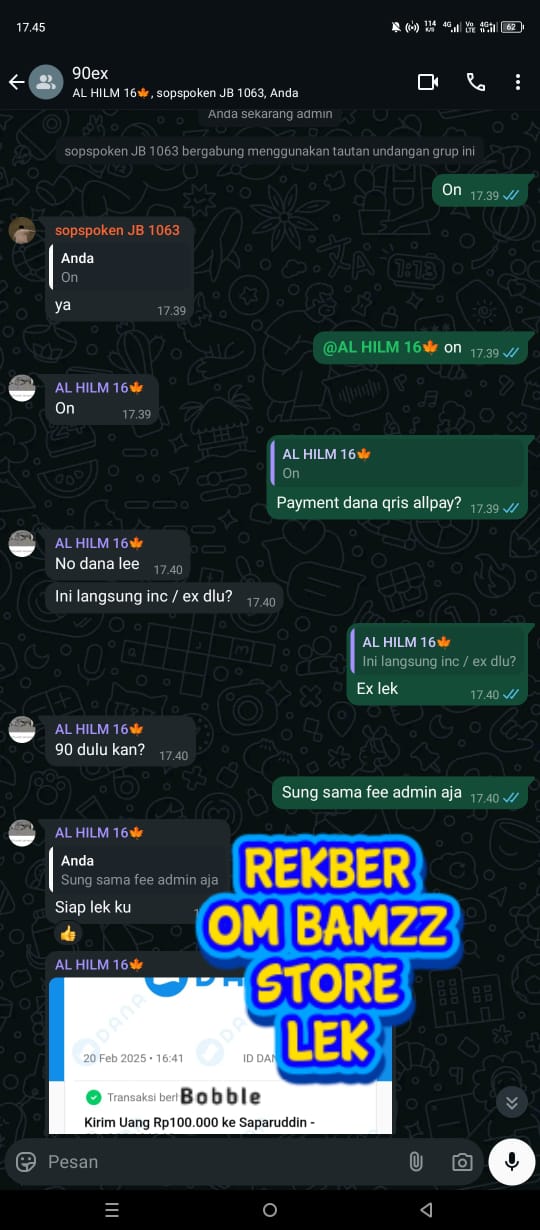 17.45
114
K/S
4G
Vo
LTE
4G+
62
90ex
AL HILM 16🍁, sopspoken JB 1063, Anda
Anda sekarang admin
sopspoken JB 1063 bergabung menggunakan tautan undangan grup ini
On 17.39
sopspoken JB 1063
Anda
On
ya 17.39
@AL HILM 16🍁 on 17.39
AL HILM 16🍁
On 17.39
AL HILM 16🍁
On
Payment dana qris allpay? 17.39
AL HILM 16🍁
No dana lee 17.40
Ini langsung inc / ex dlu? 17.40
AL HILM 16🍁
Ini langsung inc / ex dlu?
Ex lek 17.40
AL HILM 16🍁
90 dulu kan? 17.40
Sung sama fee admin aja 17.40
AL HILM 16🍁
Anda
Sung sama fee admin aja
Siap lek ku
👍
REKBER
OM BAMZZ
STORE
LEK
AL HILM 16🍁
DANA
20 Feb 2025 • 16:41 ID DAN
Transaksi berh
Bobble
Kirim Uang Rp100.000 ke Saparuddin -
Pesan